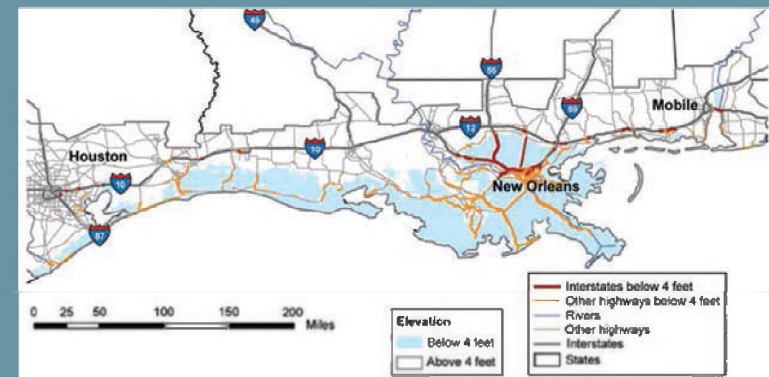 49
55
59
12
10
10
87
Mobile
Houston
New Orleans
0 50 100 150 200
Miles
Elevation
Below 4 feet
Above 4 feet
Interstates below 4 feet
Other highways below 4 feet
Rivers
Other highways
Interstates
States